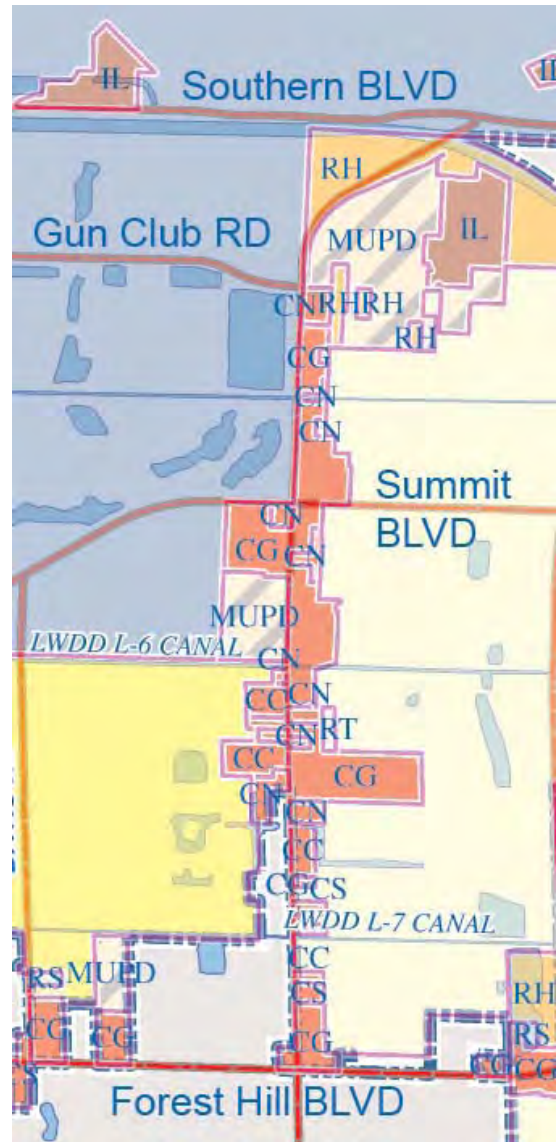 IL
Southern BLVD
RH
Gun Club RD
MUPD
IL
CN
RH
RH
RH
CG
CN
CN
Summit
BLVD
CN
CG
CN
MUPD
LWDD L-6 CANAL
CN
CC
CN
CN
RT
CC
CG
CN
CN
CC
CG
CS
LWDD L-7 CANAL
CC
RS
MUPD
CS
RH
CG
CG
CG
RS
CG
CG
Forest Hill BLVD